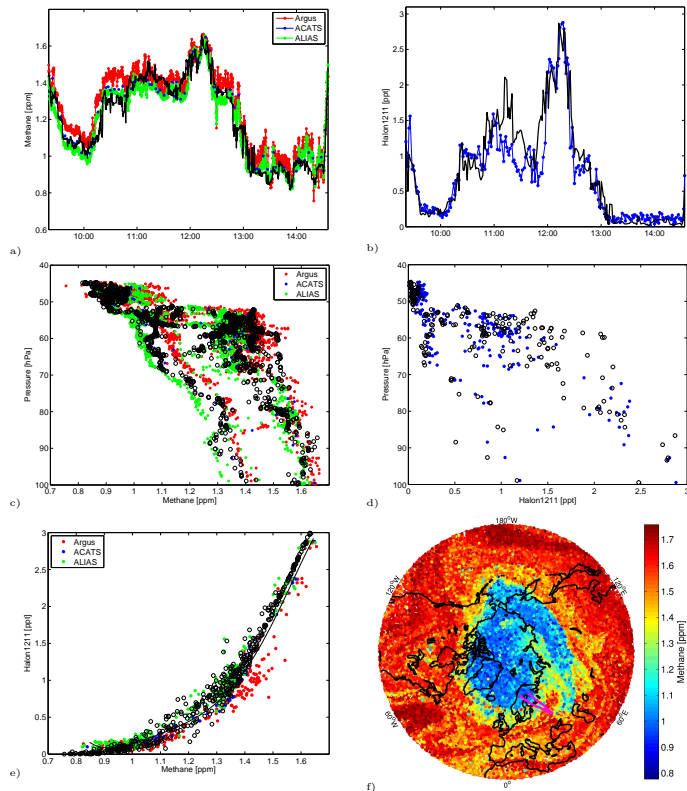 Argus
ACATS
ALIAS
1.6
1.4
1.2
1
0.8
0.6
Methane [ppm]
10:00 11:00 12:00 13:00 14:00
a)
3
2.5
2
1.5
1
0.5
0
Halon1211 [ppt]
10:00 11:00 12:00 13:00 14:00
b)
Argus
ACATS
ALIAS
40
50
60
70
80
90
100
Pressure [hPa]
0.7 0.8 0.9 1 1.1 1.2 1.3 1.4 1.5 1.6
Methane [ppm]
c)
40
50
60
70
80
90
100
Pressure [hPa]
0 0.5 1 1.5 2 2.5 3
Halon1211 [ppt]
d)
Argus
ACATS
ALIAS
3
2.5
2
1.5
1
0.5
0
Halon1211 [ppt]
0.7 0.8 0.9 1 1.1 1.2 1.3 1.4 1.5 1.6
Methane [ppm]
e)
180°W
120°W
120°E
60°W
60°E
0°
1.7
1.6
1.5
1.4
1.3
1.2
1.1
1
0.9
0.8
Methane [ppm]
f)